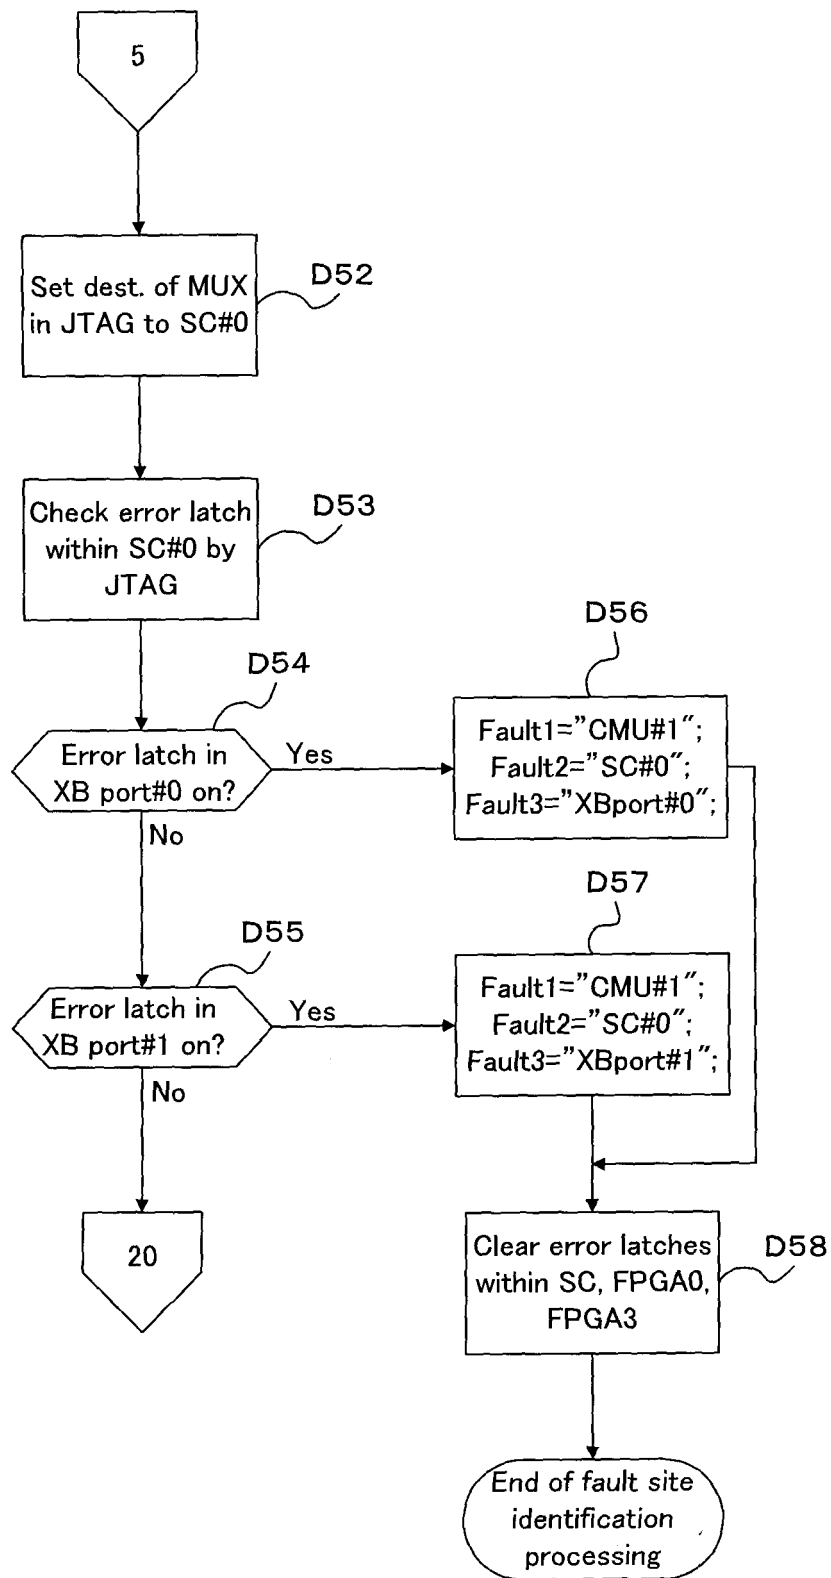 5
Set dest. of MUX
in JTAG to SC#0
D52
Check error latch
within SC#0 by
JTAG
D53
D54
Error latch in
XB port#0 on?
Yes
No
D56
Fault1="CMU#1";
Fault2="SC#0";
Fault3="XBport#0";
D55
Error latch in
XB port#1 on?
Yes
No
D57
Fault1="CMU#1";
Fault2="SC#0";
Fault3="XBport#1";
20
Clear error latches
within SC, FPGA0,
FPGA3
D58
End of fault site
identification
processing